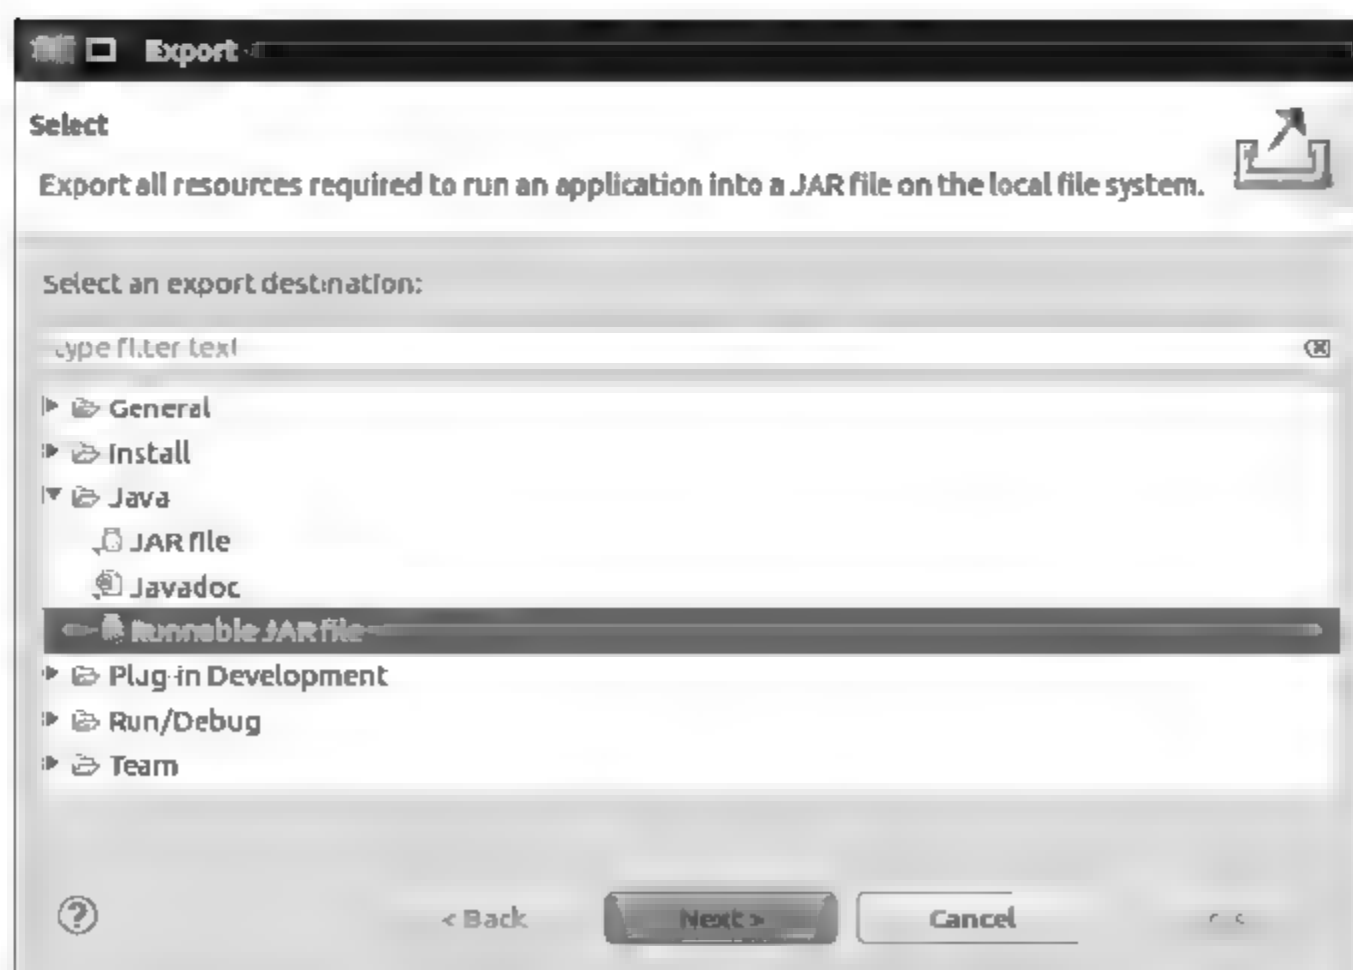 Export
Select
Export all resources required to run an application into a JAR file on the local file system.
Select an export destination:
type filter text
General
Install
Java
JAR file
Javadoc
Runnable JAR file
Plug-in Development
Run/Debug
Team
< Back
Next >
Cancel